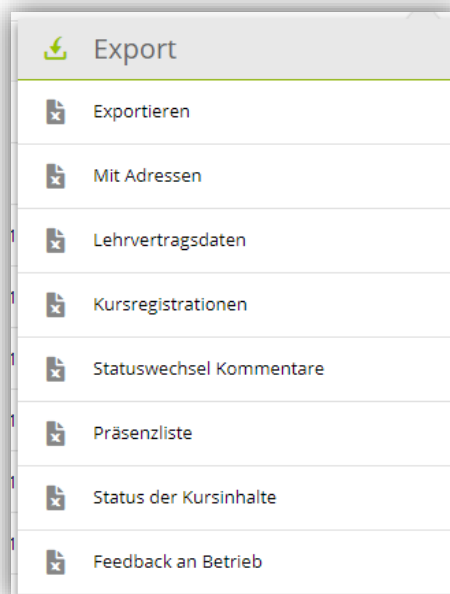 Export
Exportieren
Mit Adressen
Lehrvertragsdaten
Kursregistrationen
Statuswechsel Kommentare
Präsenzliste
Status der Kursinhalte
Feedback an Betrieb